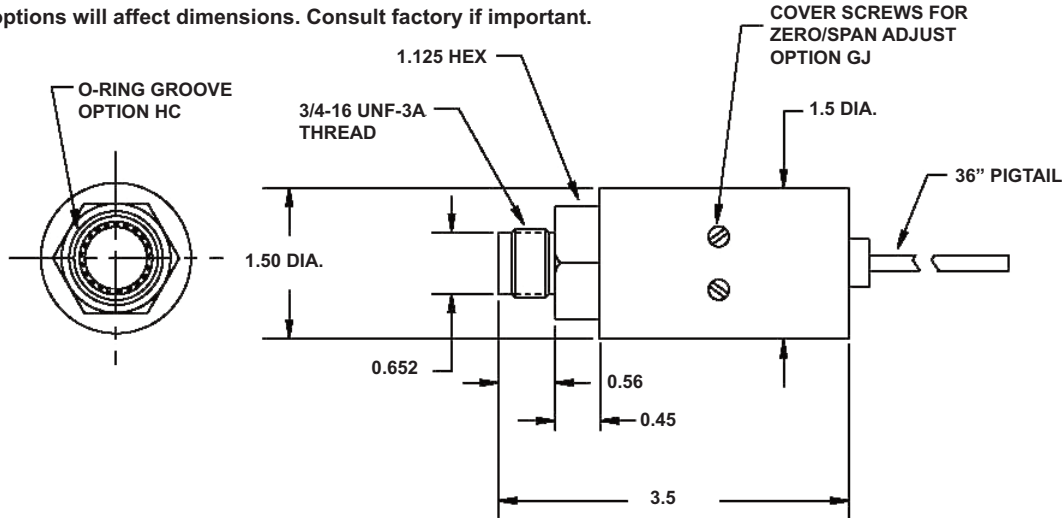 options will affect dimensions. Consult factory if important.
COVER SCREWS FOR
ZERO/SPAN ADJUST
OPTION GJ
1.125 HEX
O-RING GROOVE
OPTION HC
3/4-16 UNF-3A
THREAD
1.5 DIA.
36” PIGTAIL
1.50 DIA.
0.652
0.56
0.45
3.5